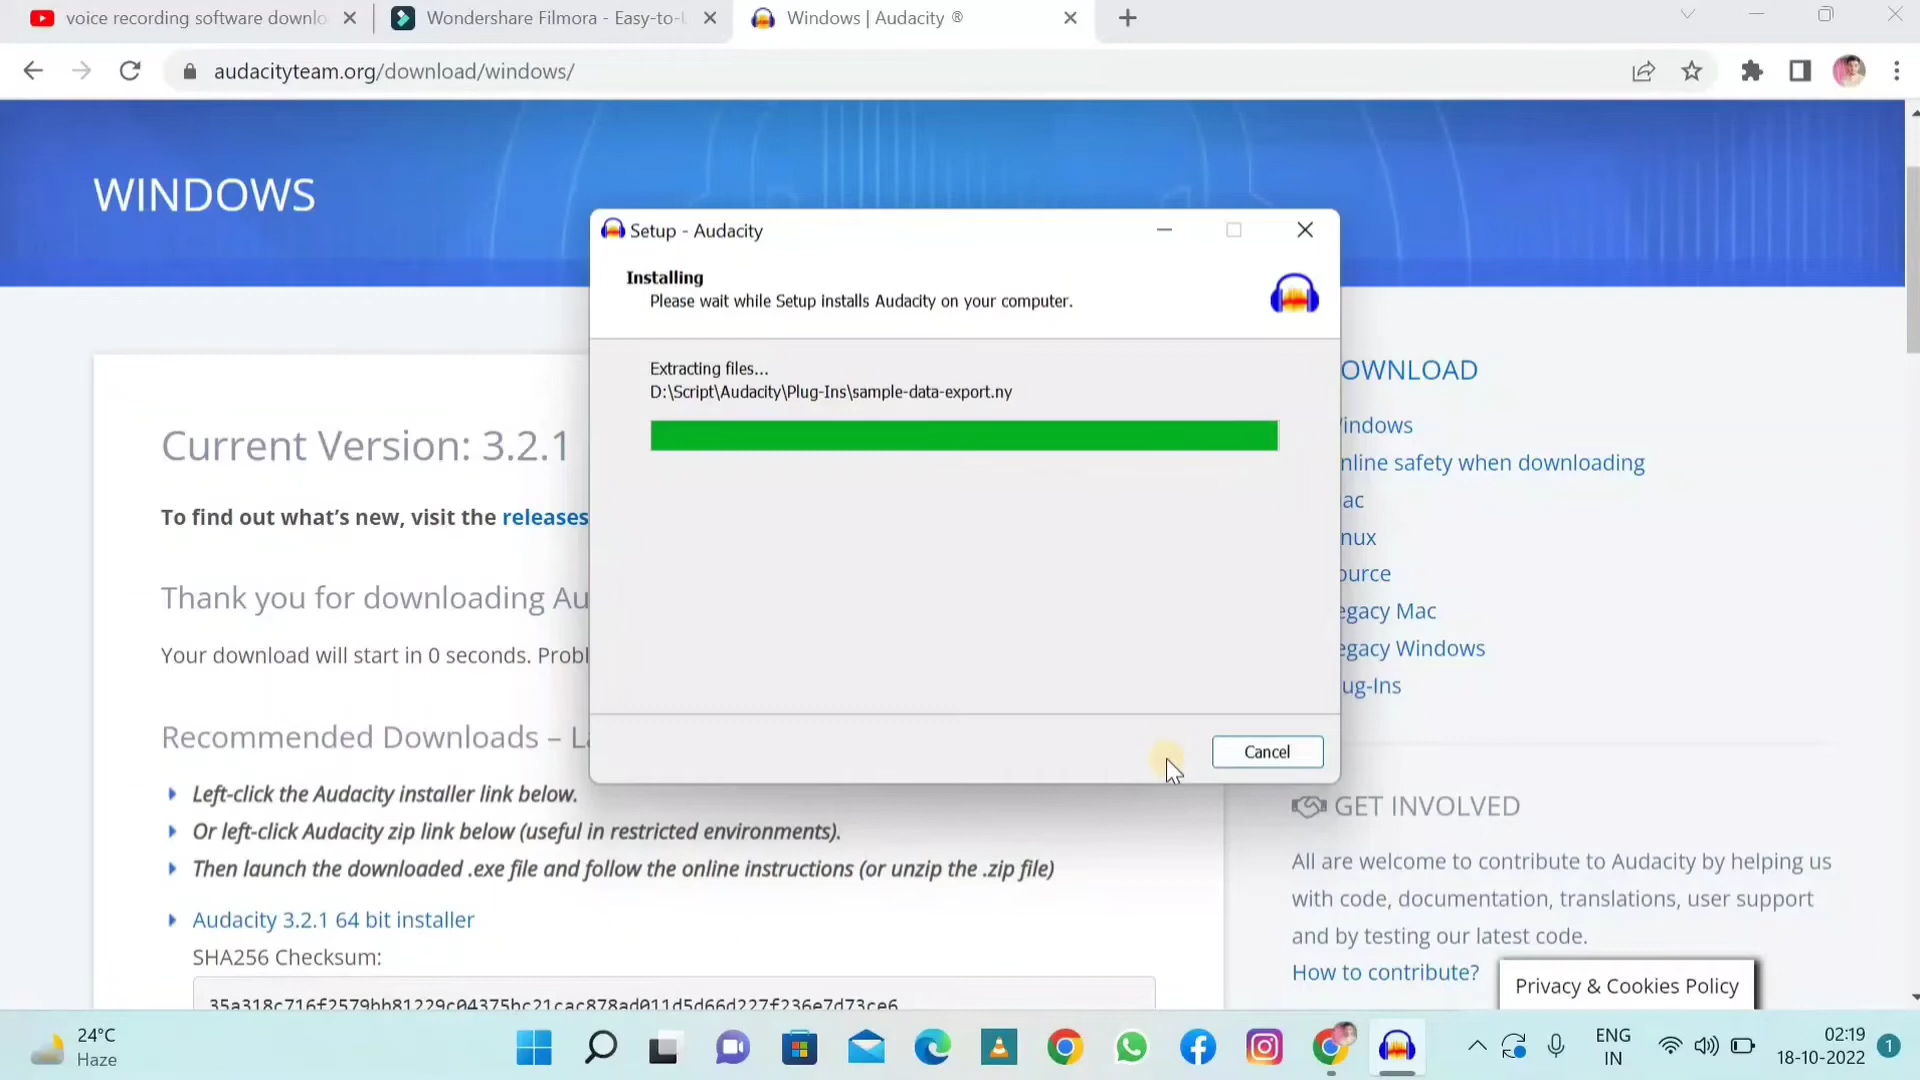 voice recording software downlo
Wondershare Filmora - Easy-to-U
Windows | Audacity ®
audacityteam.org/download/windows/
WINDOWS
Setup - Audacity
Installing
Please wait while Setup installs Audacity on your computer.
Extracting files...
D:\Script\Audacity\Plug-Ins\sample-data-export.ny
Cancel
Current Version: 3.2.1
To find out what's new, visit the releases
Thank you for downloading Au
Your download will start in 0 seconds. Probl
Recommended Downloads – La
Left-click the Audacity installer link below.
Or left-click Audacity zip link below (useful in restricted environments).
Then launch the downloaded .exe file and follow the online instructions (or unzip the .zip file)
Audacity 3.2.1 64 bit installer
SHA256 Checksum:
OWNLOAD
indows
nline safety when downloading
ac
nux
ource
egacy Mac
egacy Windows
ug-Ins
GET INVOLVED
All are welcome to contribute to Audacity by helping us
with code, documentation, translations, user support
and by testing our latest code.
How to contribute?
Privacy & Cookies Policy
24°C
Haze
ENG
IN
02:19
18-10-2022
1